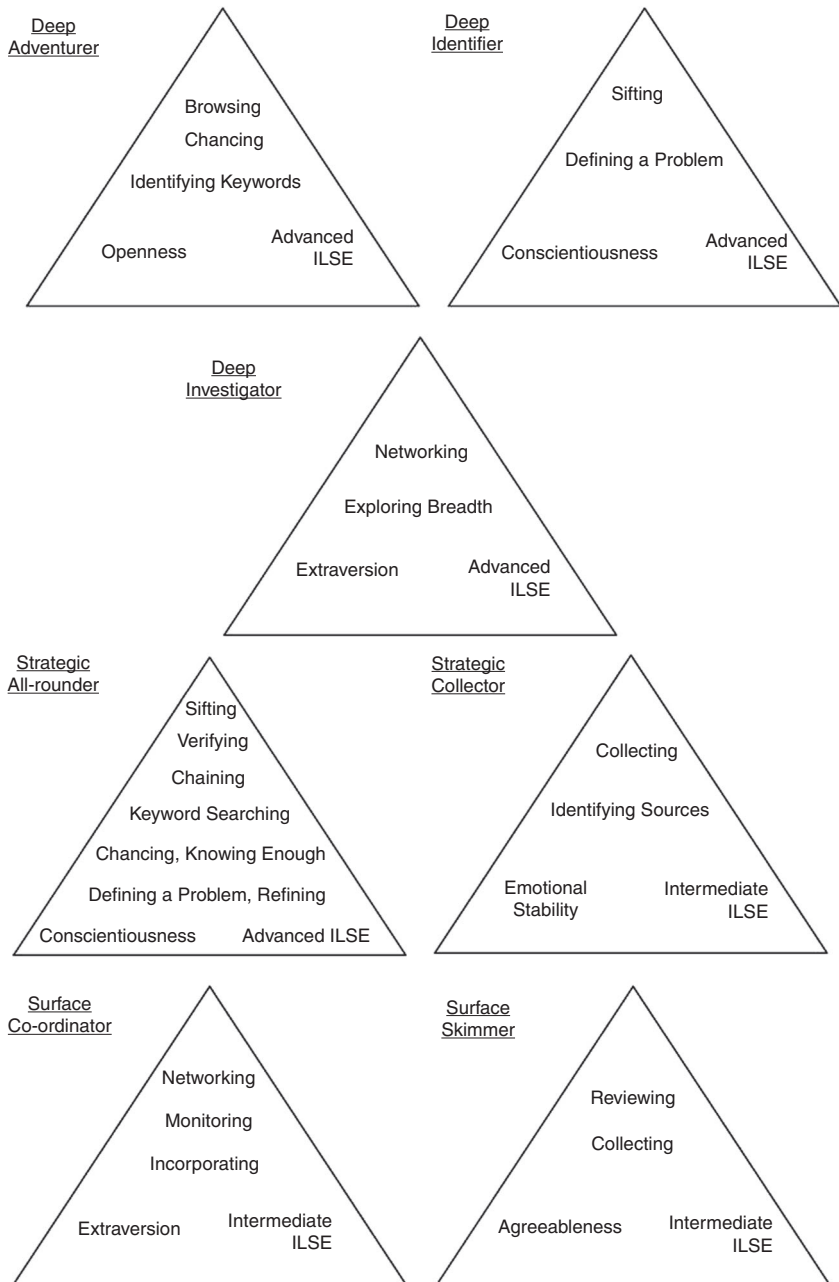 Deep
Adventurer
Browsing
Chancing
Identifying Keywords
Openness
Advanced
ILSE
Deep
Identifier
Sifting
Defining a Problem
Conscientiousness
Advanced
ILSE
Deep
Investigator
Networking
Exploring Breadth
Extraversion
Advanced
ILSE
Strategic
All-rounder
Sifting
Verifying
Chaining
Keyword Searching
Chancing, Knowing Enough
Defining a Problem, Refining
Conscientiousness
Advanced ILSE
Strategic
Collector
Collecting
Identifying Sources
Emotional
Stability
Intermediate
ILSE
Surface
Co-ordinator
Networking
Monitoring
Incorporating
Extraversion
Intermediate
ILSE
Surface
Skimmer
Reviewing
Collecting
Agreeableness
Intermediate
ILSE